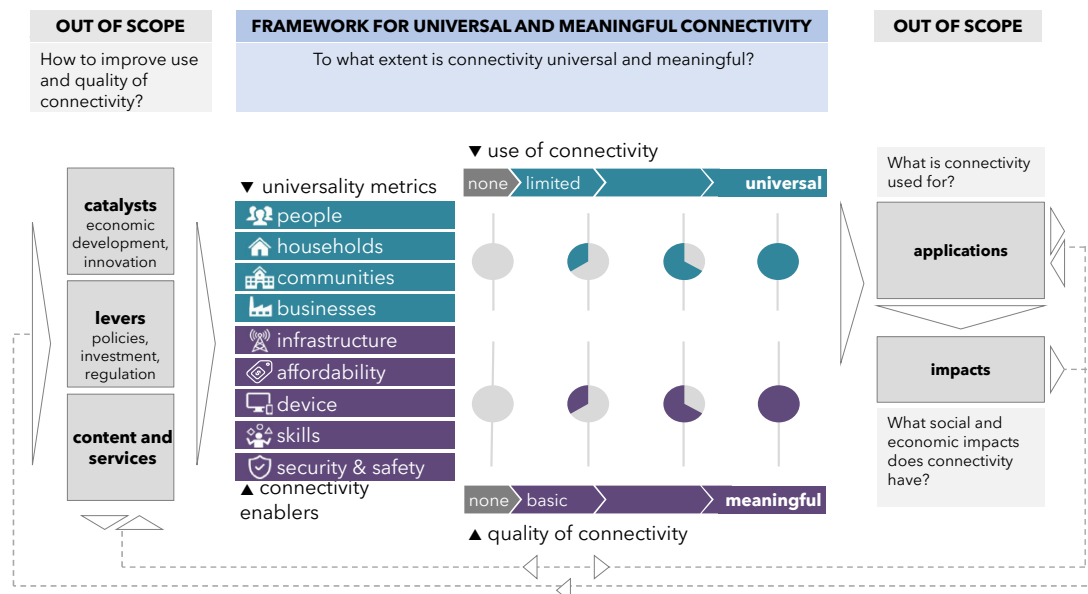 OUT OF SCOPE
How to improve use
and quality of
connectivity?
FRAMEWORK FOR UNIVERSAL AND MEANINGFUL CONNECTIVITY
To what extent is connectivity universal and meaningful?
OUT OF SCOPE
catalysts
economic
development,
innovation
levers
policies,
investment,
regulation
content and
services
▼ universality metrics
people
households
communities
businesses
infrastructure
affordability
device
skills
security & safety
▲ connectivity
enablers
▼ use of connectivity
none
limited
universal
none
basic
meaningful
▲ quality of connectivity
What is connectivity
used for?
applications
impacts
What social and
economic impacts
does connectivity
have?